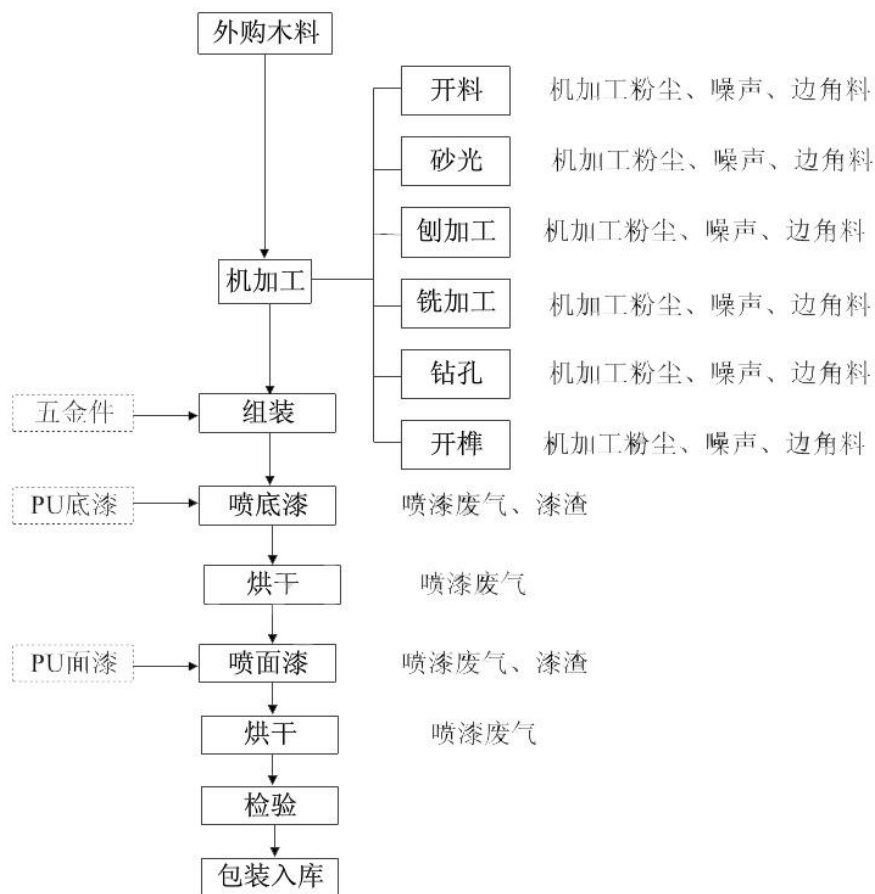 外购木料
开料 机加工粉尘、噪声、边角料
砂光 机加工粉尘、噪声、边角料
刨加工 机加工粉尘、噪声、边角料
机加工
铣加工 机加工粉尘、噪声、边角料
钻孔 机加工粉尘、噪声、边角料
五金件 组装
开榫 机加工粉尘、噪声、边角料
PU底漆 喷底漆 喷漆废气、漆渣
烘干 喷漆废气
PU面漆 喷面漆 喷漆废气、漆渣
烘干 喷漆废气
检验
包装入库